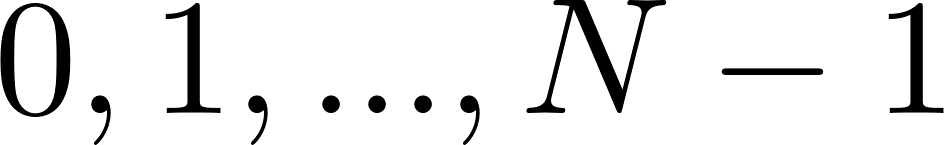 0, 1, ..., N − 1